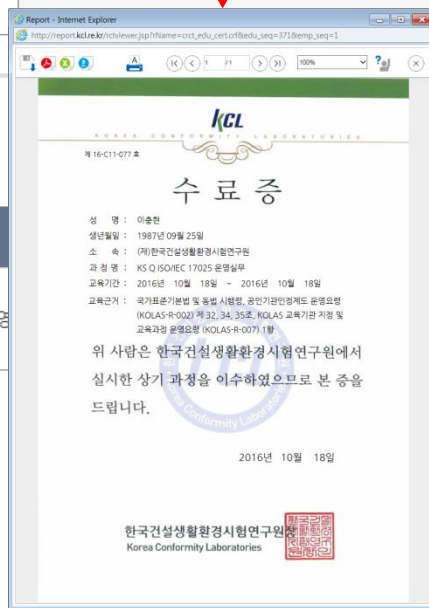 Report - Internet Explorer
http://report.kcl.re.kr/rctviewer.jsp?rName=crct_edu_cert.crf&edu_seq=371&emp_seq=1
1 /1 100%
KCL
KOREA CONFORMITY LABORATORIES
제 16-C11-077 호
수 료 증
성 명 : 이충현
생년월일 : 1987년 09월 25일
소 속 : (재)한국건설생활환경시험연구원
과 정 명 : KS Q ISO/IEC 17025 운영실무
교육기간 : 2016년 10월 18일 ~ 2016년 10월 18일
교육근거 : 국가표준기본법 및 동법 시행령, 공인기관인정제도 운영요령
(KOLAS-R-002) 제 32, 34, 35조, KOLAS 교육기관 지정 및
교육과정 운영요령 (KOLAS-R-007) 1항
위 사람은 한국건설생활환경시험연구원에서
실시한 상기 과정을 이수하였으므로 본 증을
드립니다.
Korea Conformity Laboratories
2016년 10월 18일
한국건설생활환경시험연구원장
Korea Conformity Laboratories